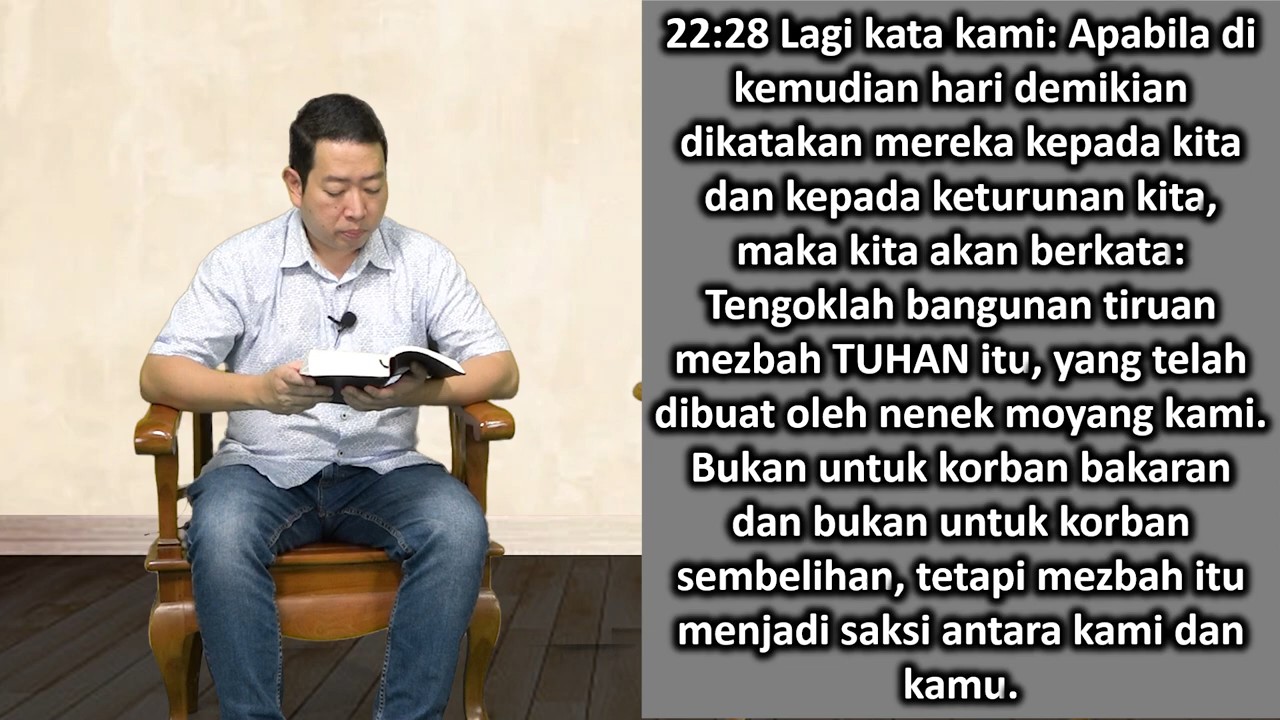 22:28 Lagi kata kami: Apabila di
kemudian hari demikian
dikatakan mereka kepada kita
dan kepada keturunan kita,
maka kita akan berkata:
Tengoklah bangunan tiruan
mezbah TUHAN itu, yang telah
dibuat oleh nenek moyang kami.
Bukan untuk korban bakaran
dan bukan untuk korban
sembelihan, tetapi mezbah itu
menjadi saksi antara kami dan
kamu.